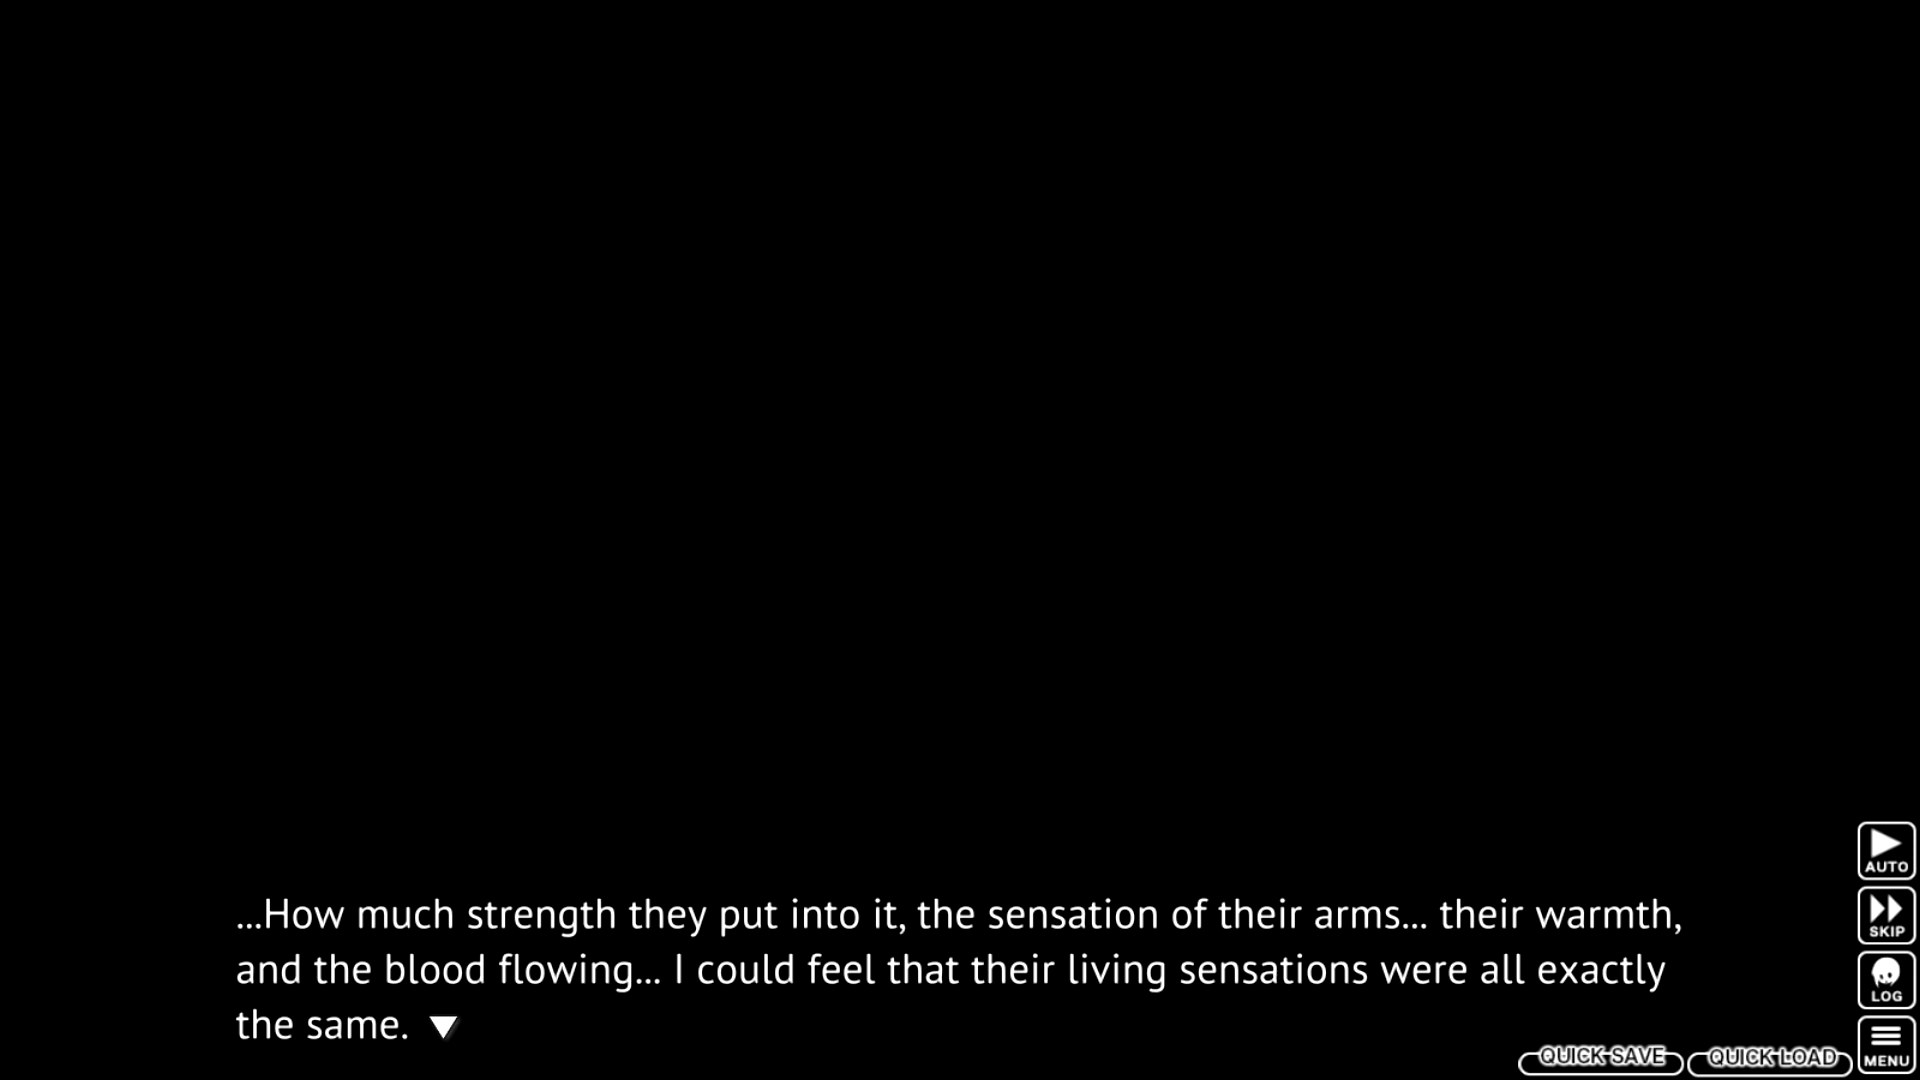 ...How much strength they put into it, the sensation of their arms... their warmth,
and the blood flowing... I could feel that their living sensations were all exactly
the same.
AUTO
SKIP
LOG
MENU
QUICK SAVE
QUICK LOAD